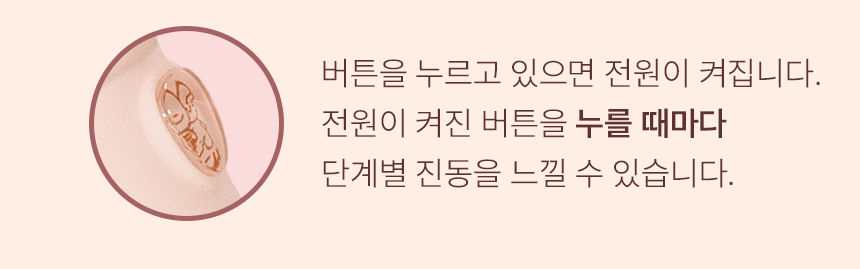 버튼을 누르고 있으면 전원이 켜집니다.
전원이 켜진 버튼을 누를 때마다
단계별 진동을 느낄 수 있습니다.